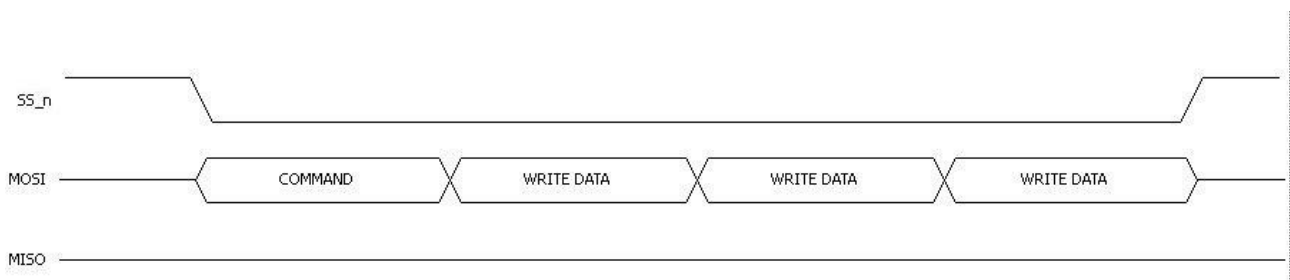 SS_n
MOSI COMMAND WRITE DATA WRITE DATA WRITE DATA
MISO